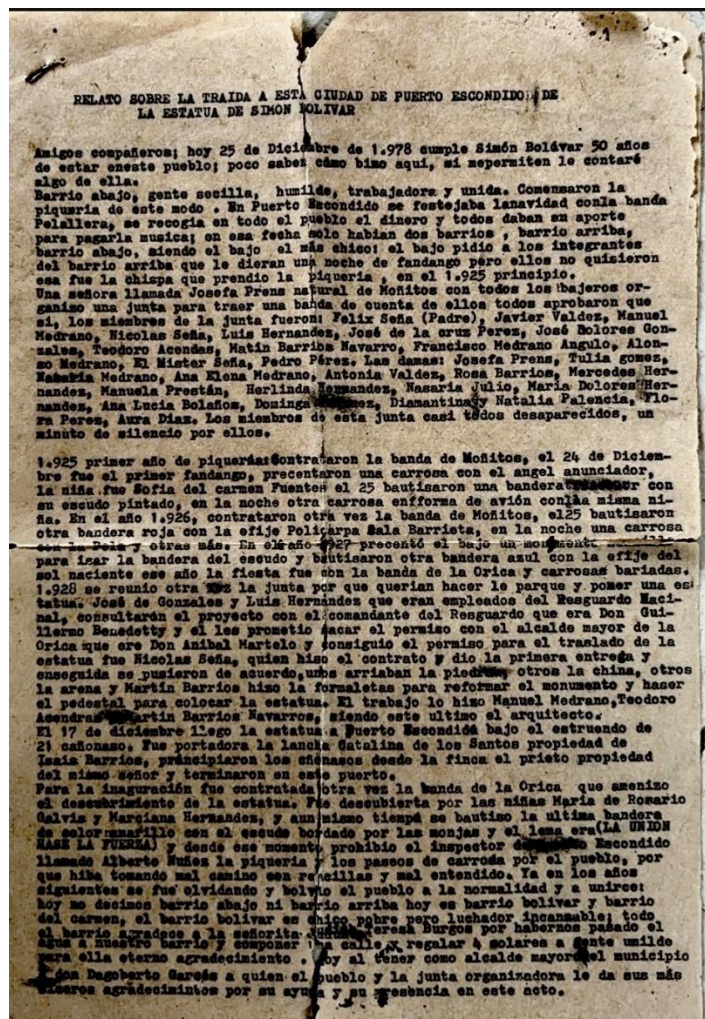 RELATO SOBRE LA TRAIDA A ESTA CIUDAD DE PUERTO ESCONDIDO DE
LA ESTATUA DE SIMON BOLIVAR
Amigos compañeros; hoy 25 de Diciembre de 1.978 cumple Simón Bolávar 50 años
de estar eneste pueblo; poco saben cómo bino aqui, si mepermiten le contaré
algo de ella.
Barrio abajo, gente secilla, humilde, trabajadora y unida. Comensaron la
piqueria de este modo . En Puerto Escondido se festejaba lanavidad conla banda
Pelallera, se recogia en todo el pueblo el dinero y todos daban su aporte
para pagarla musica; en esa fecha solo habian dos barrios , barrio arriba,
barrio abajo, siendo el bajo el más chico: el bajo pidio a los integrantes
del barrio arriba que le dieran una noche de fandango pero ellos no quisieron
esa fue la chispa que prendio la piqueria , en el 1.925 principio.
Una señora llamada Josefa Prens natural de Moñitos con todos los bajeros or-
ganizo una junta para traer una banda de cuenta de ellos todos aprobaron que
si, los miembros de la junta fueron: Felix Seña (Padre), Javier Valdez, Manuel
Medrano, Nicolas Seña, Luis Hernandez, José de la cruz Perez, José Dolores Gon-
zales, Teodoro Acendas, Matin Barrios Navarro, Francisco Medrano Angulo, Alon-
so Medrano, El Mister Seña, Pedro Pérez, Las damas: Josefa Prens, Tulia gomez,
Medrano, Ana Elena Medrano, Antonia Valdez, Rosa Barrios, Mercedes Her-
nandez, Manuela Prestán, Herlinda Hernandez, Nasaria Julio, Maria Dolores Her-
nandez, Ana Lucia Bolaños, Dominga Diamantina y Natalia Palencia, Flo-
ra Perez, Aura Diaz. Los miembros de esta junta casi todos desaparecidos, un
minuto de silencio por ellos.
1.925 primer año de piqueria: Contrataron la banda de Moñitos, el 24 de Diciem-
bre fue el primer fandango, precentaron una carrosa con el angel anunciador,
la niña fue Sofia del carmen Fuentes el 25 bautisaron una bandera con
su escudo pintado, en la noche otra carrosa enfforma de avión conla misma ni-
ña. En el año 1.926, contrataron otra vez la banda de Moñitos, el25 bautisaron
otra bandera roja con la efije Policarpa Sala Barrieta, en la noche una carrosa
con la Pola y otras más. En el año 1927 precentó el bajo un monumento
para izar la bandera del escudo y bautisaron otra bandera azul con la efije del
sol naciente ese año la fiesta fue con la banda de la Orica y carrosas bariadas.
1.928 se reunio otra vez la junta por que querian hacer le parque y poner una es
tatua. José de Gonzales y Luis Hernández que eran empleados del Resguardo Naci-
nal, consultarén el proyecto con el comandante del Resguardo que era Don Gui-
llermo Benedetty y el les prometio sacar el permiso con el alcalde mayor de la
Orica que ere Don Anibal Martelo y consiguio el permiso para el traslado de la
estatua fue Nicolas Seña, quien hiso el contrato y dio la primera entrega y
enseguida se pusieron de acuerdo, unos arriaban la otros la china, otros
la arena y Martin Barrios hizo la formaletas para reformar el monumento y haser
el pedestal para colocar la estatua. El trabajo lo hizo Manuel Medrano, Teodoro
Acendras Martin Barrios Navarros, siendo este ultimo el arquitecto.
El 17 de diciembre llego la estatua a Puerto Escondido bajo el estruendo de
21 cañonaso. Fue portadora la lancha Catalina de los Santos propiedad de
Isaia Barrios, principiaron los cñonasos desde la finca el prieto propiedad
del mismo señor y terminaron en este puerto.
Para la inaguración fue contratada otra vez la banda de la Orica que amenizo
el descubrimiento de la estatua. Fue descubierta por las niñas Maria de Rosario
Galvis y Marciana Hernandez, y aun mismo tiempo se bautiso la ultima bandera
de color amarillo con el escudo bordado por las monjas y el lema era(LA UNION
HASE LA FUERZA) y desde ese momento prohibio el inspector Escondido
llamado Alberto Nuñez la piqueria y los paseos de carrosa por el pueblo, por
que hiba tomando mal camino con rencillas y mal entendido. Ya en los años
siguientes se fue olvidando y bolvio el pueblo a la normalidad y a unirce:
hoy no decimos barrio abajo ni barrio arriba hoy es barrio bolivar y barrio
del carmen, el barrio bolivar es chico pobre pero luchador incansable; todo
el barrio agradece a la señorita Teresa Burgos por habernos pasado el
agua a nuestro barrio y componer la calle y regalar 4 solares a gente umilde
para ella eterno agradecimiento . Hoy al tener como alcalde mayor del municipio
a don Dagoberto Garcés a quien el pueblo y la junta organizadora le da sus más
agradecimintos por su ayuda y su presencia en este acto.